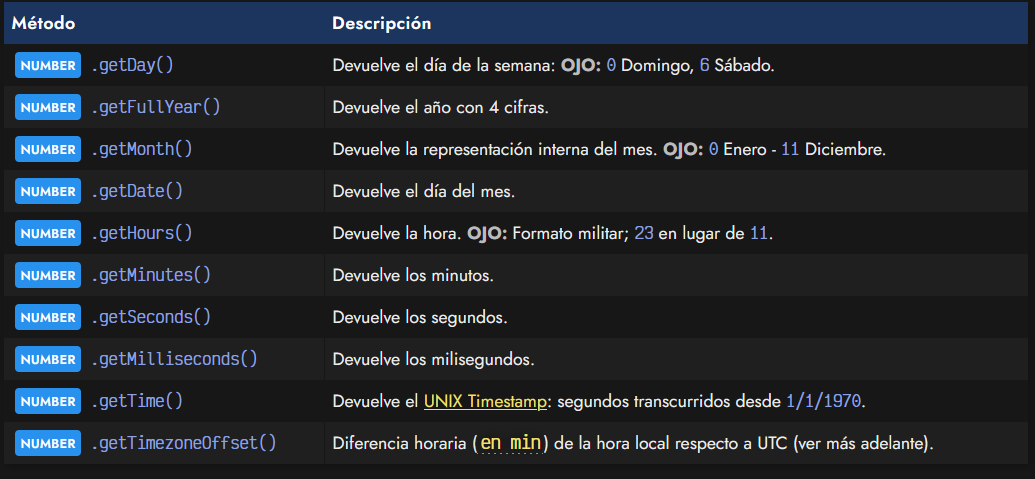 Método Descripción
NUMBER .getDay() Devuelve el día de la semana: OJO: 0 Domingo, 6 Sábado.
NUMBER .getFullYear() Devuelve el año con 4 cifras.
NUMBER .getMonth() Devuelve la representación interna del mes. OJO: 0 Enero - 11 Diciembre.
NUMBER .getDate() Devuelve el día del mes.
NUMBER .getHours() Devuelve la hora. OJO: Formato militar; 23 en lugar de 11.
NUMBER .getMinutes() Devuelve los minutos.
NUMBER .getSeconds() Devuelve los segundos.
NUMBER .getMilliseconds() Devuelve los milisegundos.
NUMBER .getTime() Devuelve el UNIX Timestamp: segundos transcurridos desde 1/1/1970.
NUMBER .getTimezoneOffset() Diferencia horaria (en min) de la hora local respecto a UTC (ver más adelante).